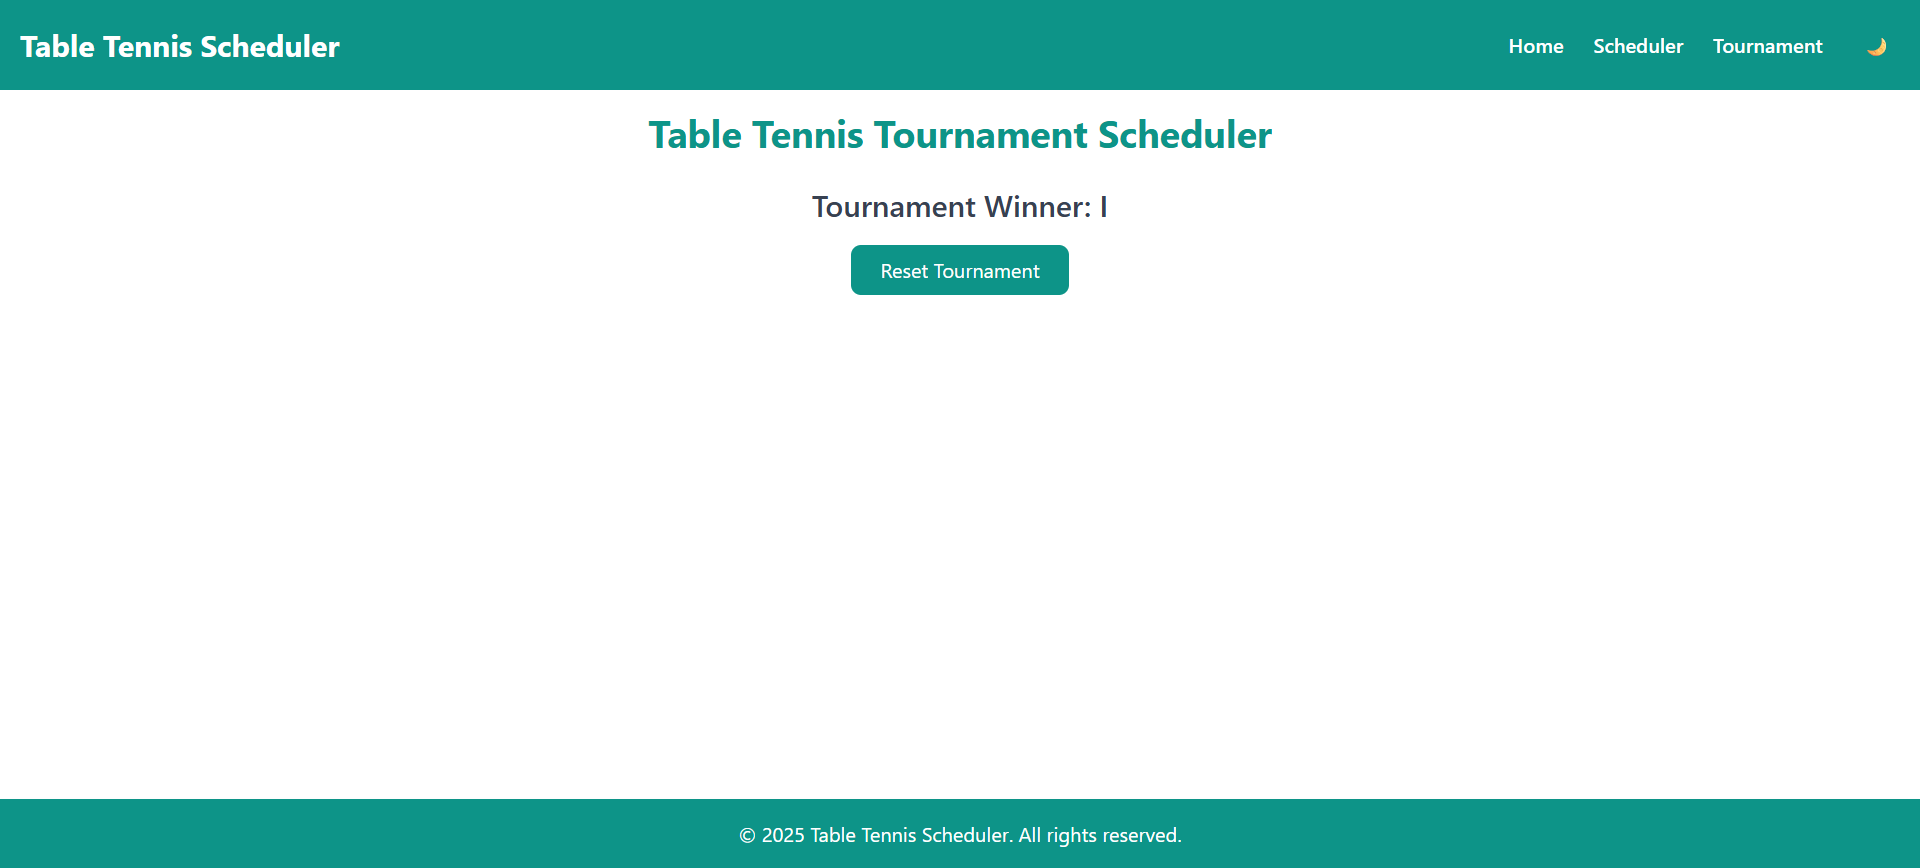 Table Tennis Scheduler
Home Scheduler Tournament
Table Tennis Tournament Scheduler
Tournament Winner: I
Reset Tournament
© 2025 Table Tennis Scheduler. All rights reserved.